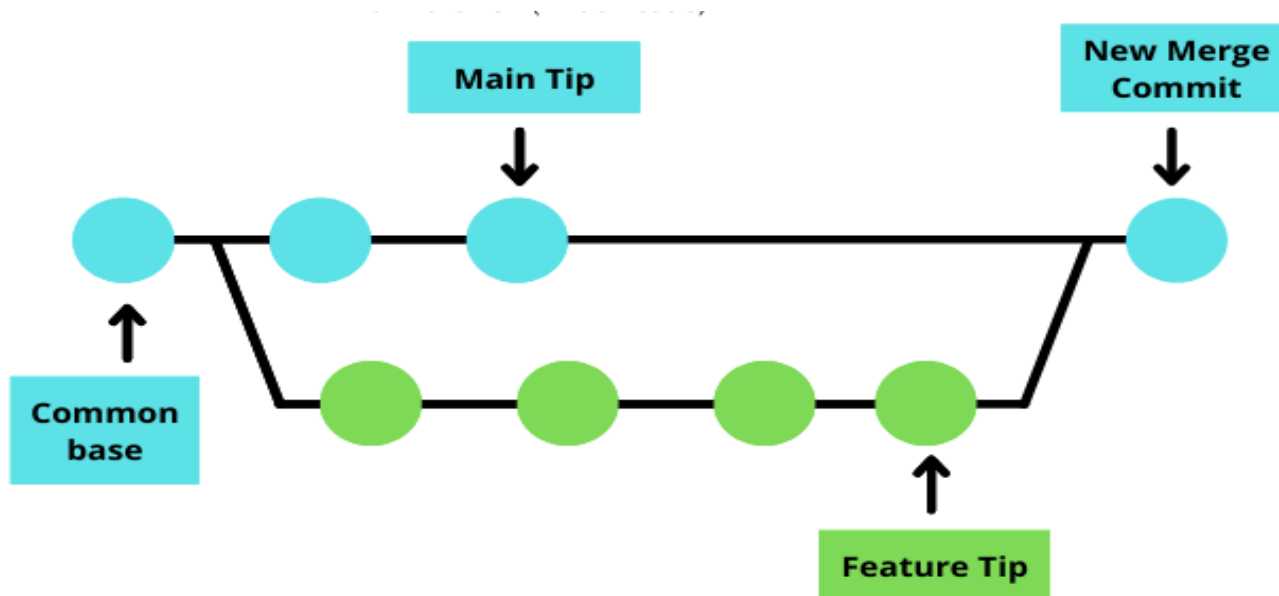 Main Tip
New Merge
Commit
Common
base
Feature Tip